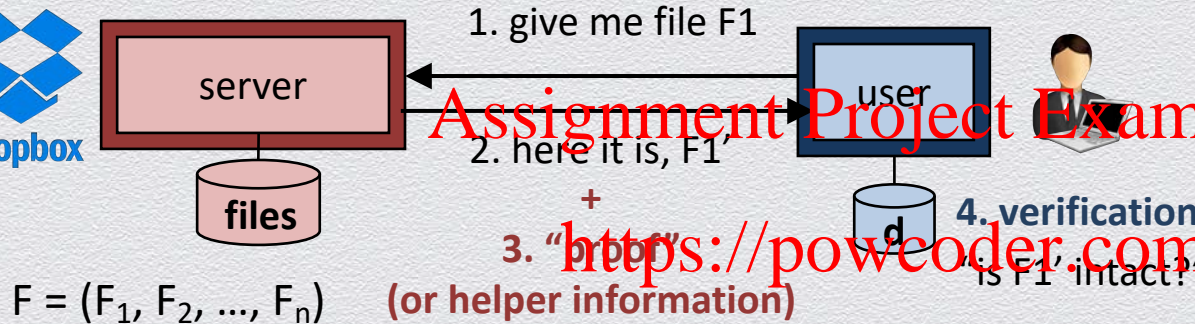 1. give me file F1
server
user
opbox
Assignment Project Exam
2. here it is, F1'
+
files
d
4. verification
3. "proof"
https://powcoder.com
"is F1' intact?"
F = (F1, F2, ..., Fn)
(or helper information)